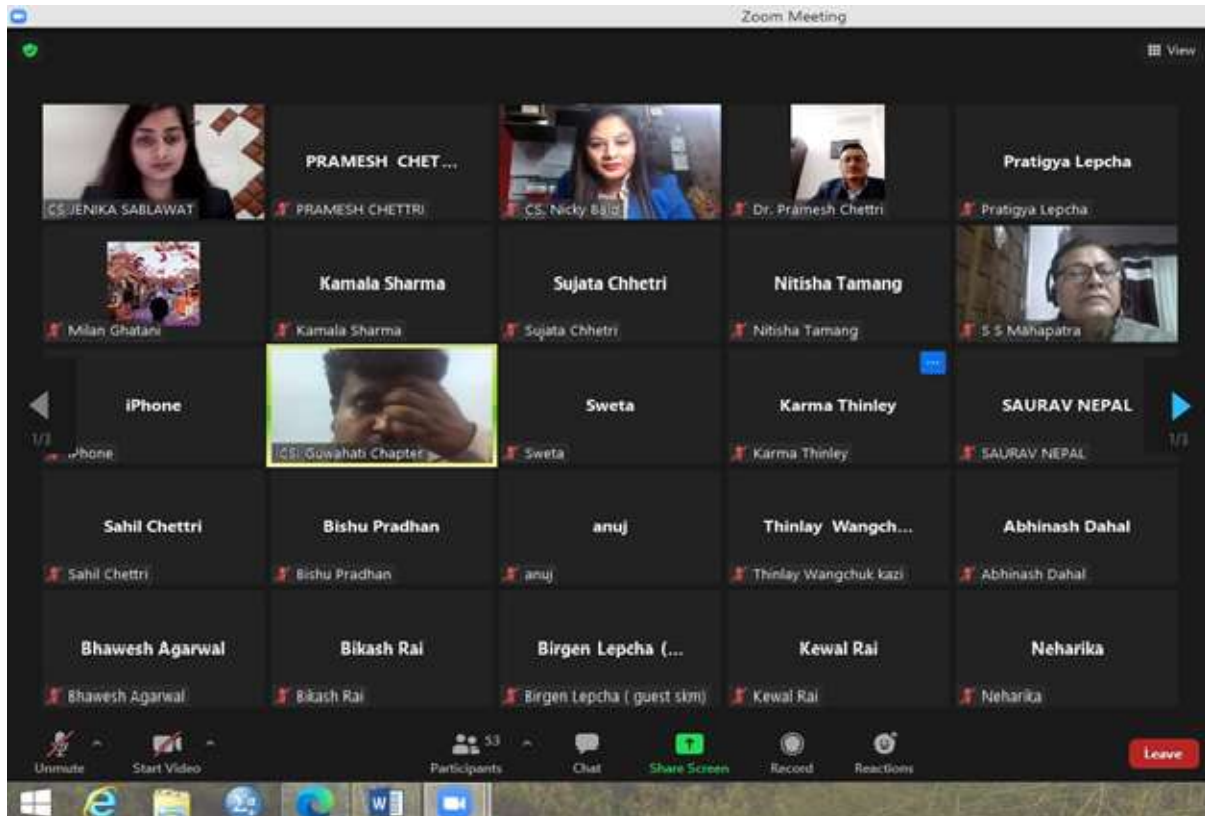 Zoom Meeting
View
CS JENIKA SABLAWAT
PRAMESH CHET...
PRAMESH CHETTRI
CS. Nicky Baid
Dr. Pramesh Chettri
Pratigya Lepcha
Pratigya Lepcha
Milan Ghatani
Kamala Sharma
Kamala Sharma
Sujata Chhetri
Sujata Chhetri
Nitisha Tamang
Nitisha Tamang
S S Mahapatra
iPhone
iPhone
ICSI Guwahati Chapter
Sweta
Sweta
Karma Thinley
Karma Thinley
SAURAV NEPAL
SAURAV NEPAL
1/3
1/3
Sahil Chettri
Sahil Chettri
Bishu Pradhan
Bishu Pradhan
anuj
anuj
Thinlay Wangch...
Thinlay Wangchuk kazi
Abhinash Dahal
Abhinash Dahal
Bhawesh Agarwal
Bhawesh Agarwal
Bikash Rai
Bikash Rai
Birgen Lepcha (...
Birgen Lepcha ( guest skm)
Kewal Rai
Kewal Rai
Neharika
Neharika
Unmute
Start Video
Participants
53
Chat
Share Screen
Record
Reactions
Leave